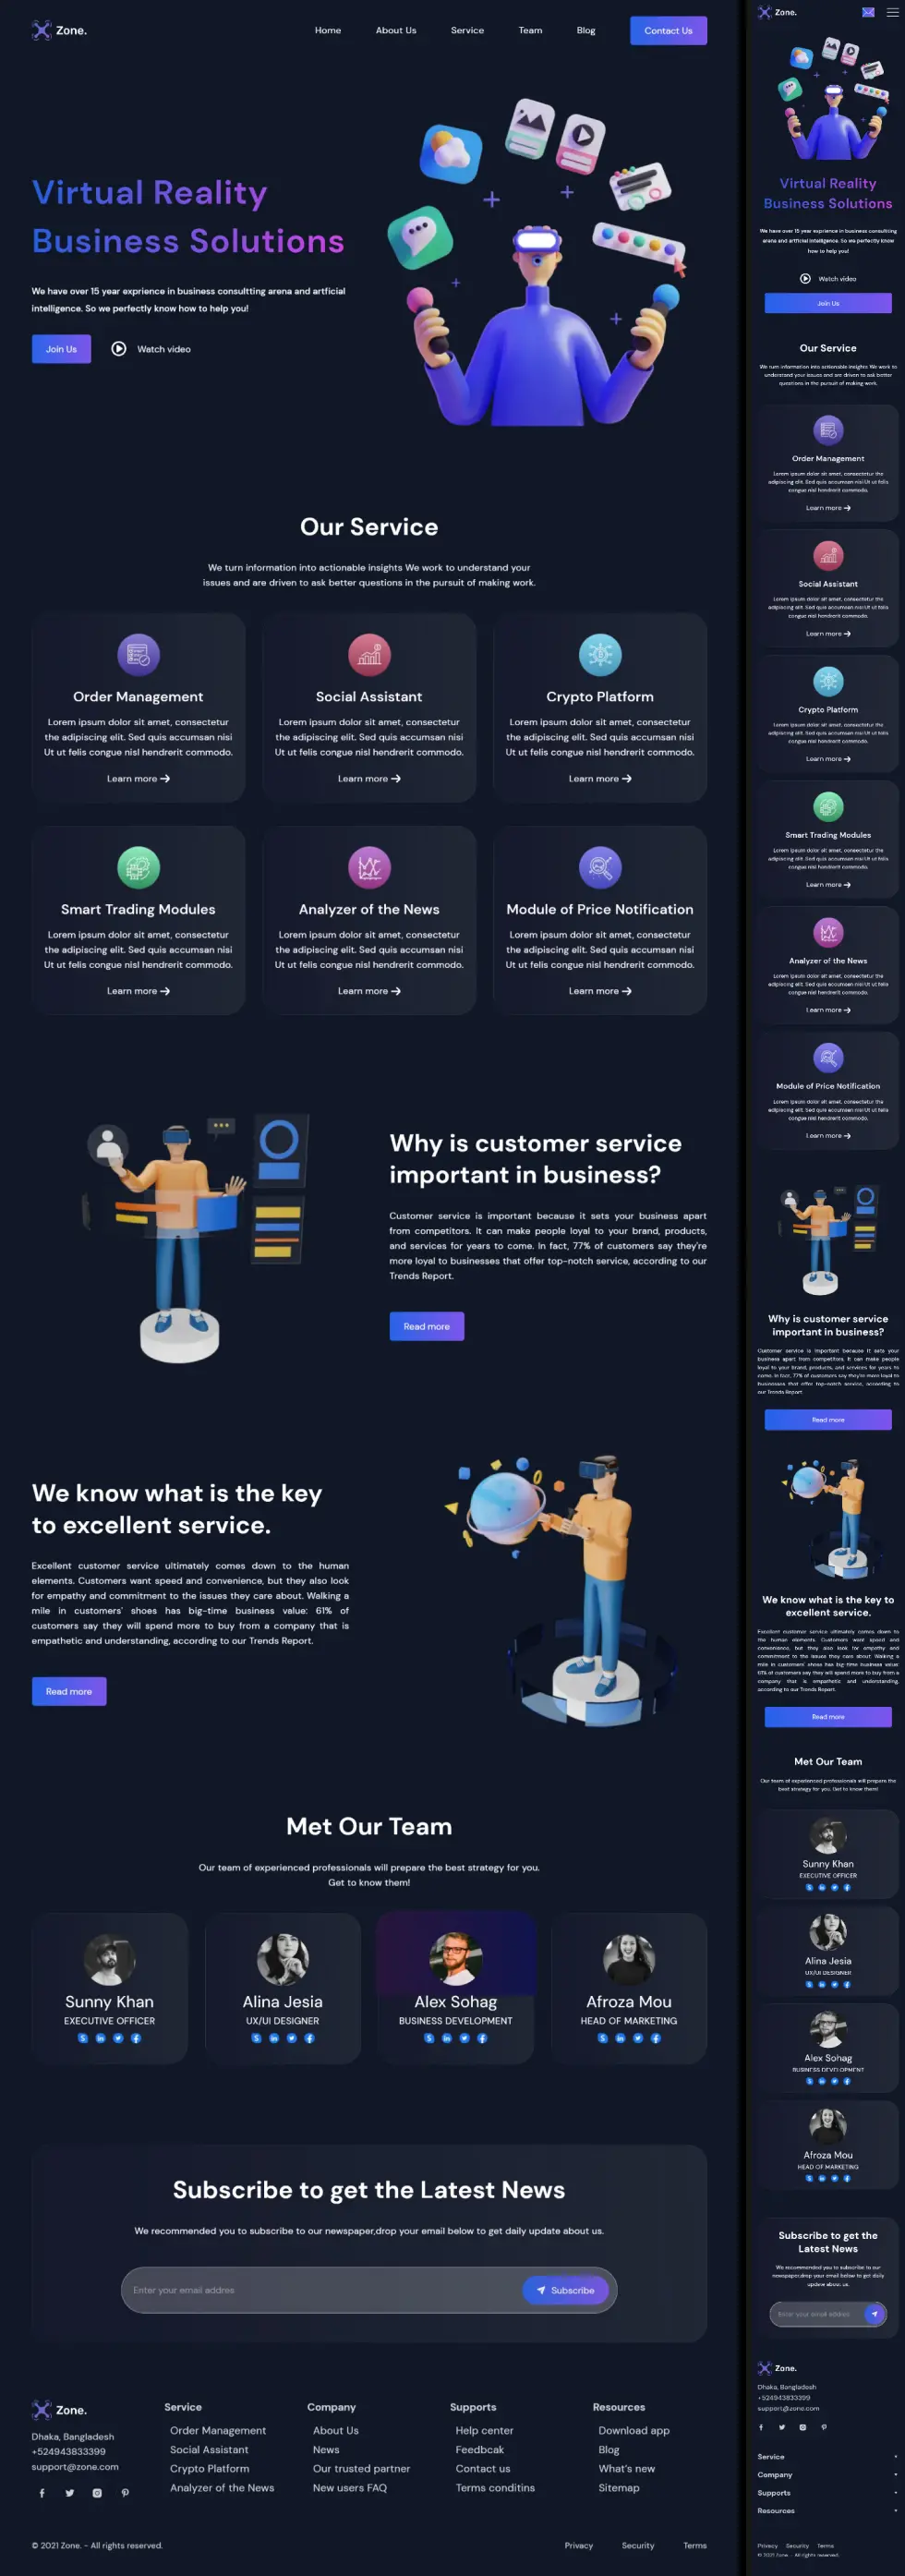 Zone.
Home
About Us
Service
Team
Blog
Contact Us
Virtual Reality
Business Solutions
We have over 15 year exprience in business consultting arena and artficial
intelligence. So we perfectly know how to help you!
Join Us
Watch video
Our Service
We turn information into actionable insights We work to understand your
issues and are driven to ask better questions in the pursuit of making work.
Order Management
Lorem ipsum dolor sit amet, consectetur
the adipiscing elit. Sed quis accumsan nisi
Ut ut felis congue nisl hendrerit commodo.
Learn more
Social Assistant
Lorem ipsum dolor sit amet, consectetur
the adipiscing elit. Sed quis accumsan nisi
Ut ut felis congue nisl hendrerit commodo.
Learn more
Crypto Platform
Lorem ipsum dolor sit amet, consectetur
the adipiscing elit. Sed quis accumsan nisi
Ut ut felis congue nisl hendrerit commodo.
Learn more
Smart Trading Modules
Lorem ipsum dolor sit amet, consectetur
the adipiscing elit. Sed quis accumsan nisi
Ut ut felis congue nisl hendrerit commodo.
Learn more
Analyzer of the News
Lorem ipsum dolor sit amet, consectetur
the adipiscing elit. Sed quis accumsan nisi
Ut ut felis congue nisl hendrerit commodo.
Learn more
Module of Price Notification
Lorem ipsum dolor sit amet, consectetur
the adipiscing elit. Sed quis accumsan nisi
Ut ut felis congue nisl hendrerit commodo.
Learn more
Why is customer service
important in business?
Customer service is important because it sets your business apart
from competitors. It can make people loyal to your brand, products,
and services for years to come. In fact, 77% of customers say they're
more loyal to businesses that offer top-notch service, according to our
Trends Report.
Read more
We know what is the key
to excellent service.
Excellent customer service ultimately comes down to the human
elements. Customers want speed and convenience, but they also look
for empathy and commitment to the issues they care about. Walking a
mile in customers' shoes has big-time business value: 61% of
customers say they will spend more to buy from a company that is
empathetic and understanding, according to our Trends Report.
Read more
Met Our Team
Our team of experienced professionals will prepare the best strategy for you.
Get to know them!
Sunny Khan
EXECUTIVE OFFICER
Alina Jesia
UX/UI DESIGNER
Alex Sohag
BUSINESS DEVELOPMENT
Afroza Mou
HEAD OF MARKETING
Subscribe to get the Latest News
We recommended you to subscribe to our newspaper,drop your email below to get daily update about us.
Enter your email addres
Subscribe
Zone.
Dhaka, Bangladesh
+524943833399
support@zone.com
Service
Order Management
Social Assistant
Crypto Platform
Analyzer of the News
Company
About Us
News
Our trusted partner
New users FAQ
Supports
Help center
Feedbcak
Contact us
Terms conditins
Resources
Download app
Blog
What's new
Sitemap
© 2021 Zone. - All rights reserved.
Privacy
Security
Terms
Zone.
Virtual Reality
Business Solutions
We have over 15 year exprience in business consulting
arena and artficial intelligence. So we perfectly know
how to help you!
Watch video
Join Us
Our Service
We turn information into actionable insights We work to
understand your issues and are driven to ask better
questions in the pursuit of making work.
Order Management
Lorem ipsum dolor sit amet, consectetur the
adipiscing elit. Sed quis accumsan nisi Ut ut felis
congue nisl hendrerit commodo.
Learn more
Social Assistant
Lorem ipsum dolor sit amet, consectetur the
adipiscing elit. Sed quis accumsan nisi Ut ut felis
congue nisl hendrerit commodo.
Learn more
Crypto Platform
Lorem ipsum dolor sit amet, consectetur the
adipiscing elit. Sed quis accumsan nisi Ut ut felis
congue nisl hendrerit commodo.
Learn more
Smart Trading Modules
Lorem ipsum dolor sit amet, consectetur the
adipiscing elit. Sed quis accumsan nisi Ut ut felis
congue nisl hendrerit commodo.
Learn more
Analyzer of the News
Lorem ipsum dolor sit amet, consectetur the
adipiscing elit. Sed quis accumsan nisi Ut ut felis
congue nisl hendrerit commodo.
Learn more
Module of Price Notification
Lorem ipsum dolor sit amet, consectetur the
adipiscing elit. Sed quis accumsan nisi Ut ut felis
congue nisl hendrerit commodo.
Learn more
Why is customer service
important in business?
Customer service is important because it sets your
business apart from competitors. It can make people
loyal to your brand, products, and services for years to
come. In fact, 77% of customers say they're more loyal to
businesses that offer top-notch service, according to
our Trends Report.
Read more
We know what is the key to
excellent service.
Excellent customer service ultimately comes down to
the human elements. Customers want speed and
convenience, but they also look for empathy and
commitment to the issues they care about. Walking a
mile in customers' shoes has big-time business value:
61% of customers say they will spend more to buy from a
company that is empathetic and understanding,
according to our Trends Report.
Read more
Met Our Team
Our team of experienced professionals will prepare the
best strategy for you. Get to know them!
Sunny Khan
EXECUTIVE OFFICER
Alina Jesia
UX/UI DESIGNER
Alex Sohag
BUSINESS DEVELOPMENT
Afroza Mou
HEAD OF MARKETING
Subscribe to get the
Latest News
We recommended you to subscribe to our
newspaper,drop your email below to get daily
update about us.
Enter your email addres
Zone.
Dhaka, Bangladesh
+524943833399
support@zone.com
Service
Company
Supports
Resources
Privacy
Security
Terms
© 2021 Zone. - All rights reserved.